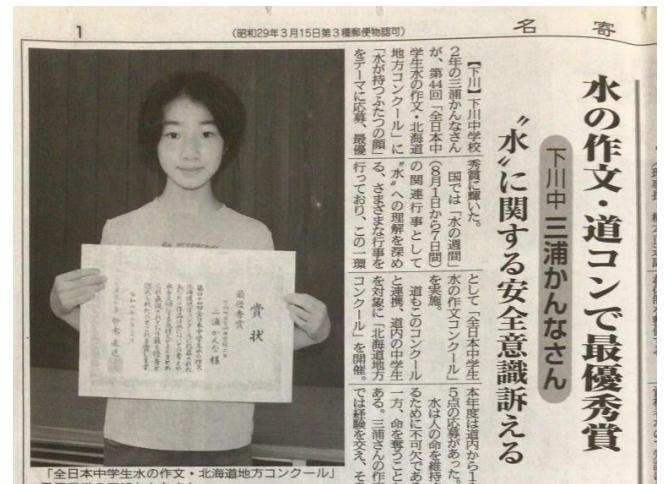 1
(昭和29年3月15日第3種郵便物認可)
名寄
水の作文・道コンで最優秀賞
下川中 三浦かんなさん
〝水〟に関する安全意識訴える
【下川】下川中学校
2年の三浦かんなさん
が、第44回「全日本中
学生水の作文・北海道
地方コンクール」に
「水が持つふたつの顔」
をテーマに応募、最優
秀賞に輝いた。
国では「水の週間」
(8月1日から7日間)
の関連行事として
〝水〟への理解を深め
る、さまざまな行事を
行っており、この一環
として「全日本中学生
水の作文コンクール」
を実施。
道もこのコンクール
と連携、道内の中学生
を対象に「北海道地方
コンクール」を開催。
本年度は道内から1
5点の応募があった。
水は人の命を維持
るために不可欠であ
一方、命を奪うこと
ある。三浦さんの作
では経験を交え、そ
賞状
最優秀賞
三浦かんな様
「全日本中学生水の作文・北海道地方コンクール」